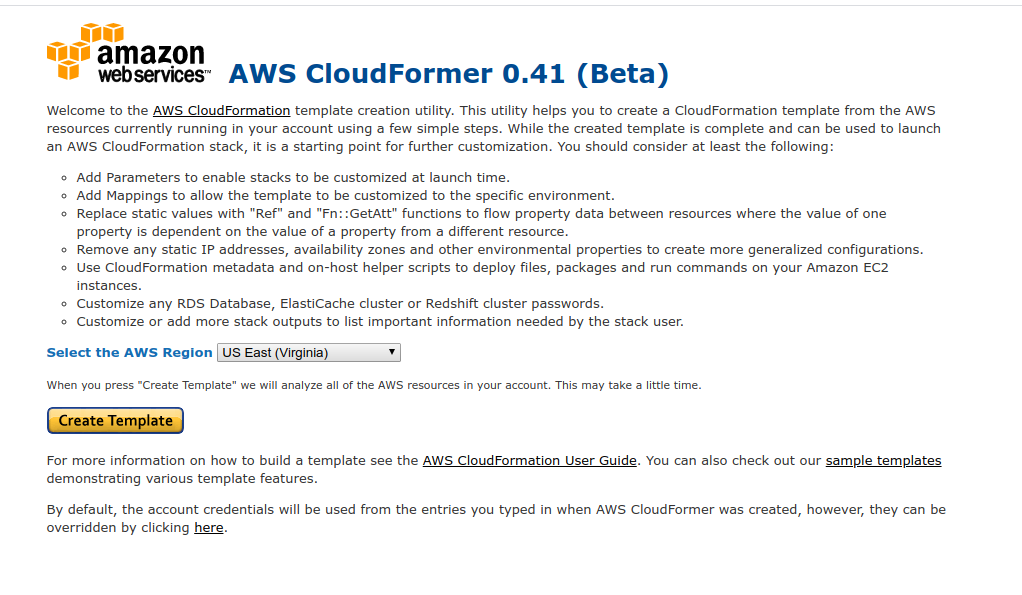 amazon
web services™
AWS CloudFormer 0.41 (Beta)
Welcome to the AWS CloudFormation template creation utility. This utility helps you to create a CloudFormation template from the AWS
resources currently running in your account using a few simple steps. While the created template is complete and can be used to launch
an AWS CloudFormation stack, it is a starting point for further customization. You should consider at least the following:
Add Parameters to enable stacks to be customized at launch time.
Add Mappings to allow the template to be customized to the specific environment.
Replace static values with "Ref" and "Fn::GetAtt" functions to flow property data between resources where the value of one
property is dependent on the value of a property from a different resource.
Remove any static IP addresses, availability zones and other environmental properties to create more generalized configurations.
Use CloudFormation metadata and on-host helper scripts to deploy files, packages and run commands on your Amazon EC2
instances.
Customize any RDS Database, ElastiCache cluster or Redshift cluster passwords.
Customize or add more stack outputs to list important information needed by the stack user.
Select the AWS Region US East (Virginia)
When you press "Create Template" we will analyze all of the AWS resources in your account. This may take a little time.
Create Template
For more information on how to build a template see the AWS CloudFormation User Guide. You can also check out our sample templates
demonstrating various template features.
By default, the account credentials will be used from the entries you typed in when AWS CloudFormer was created, however, they can be
overridden by clicking here.